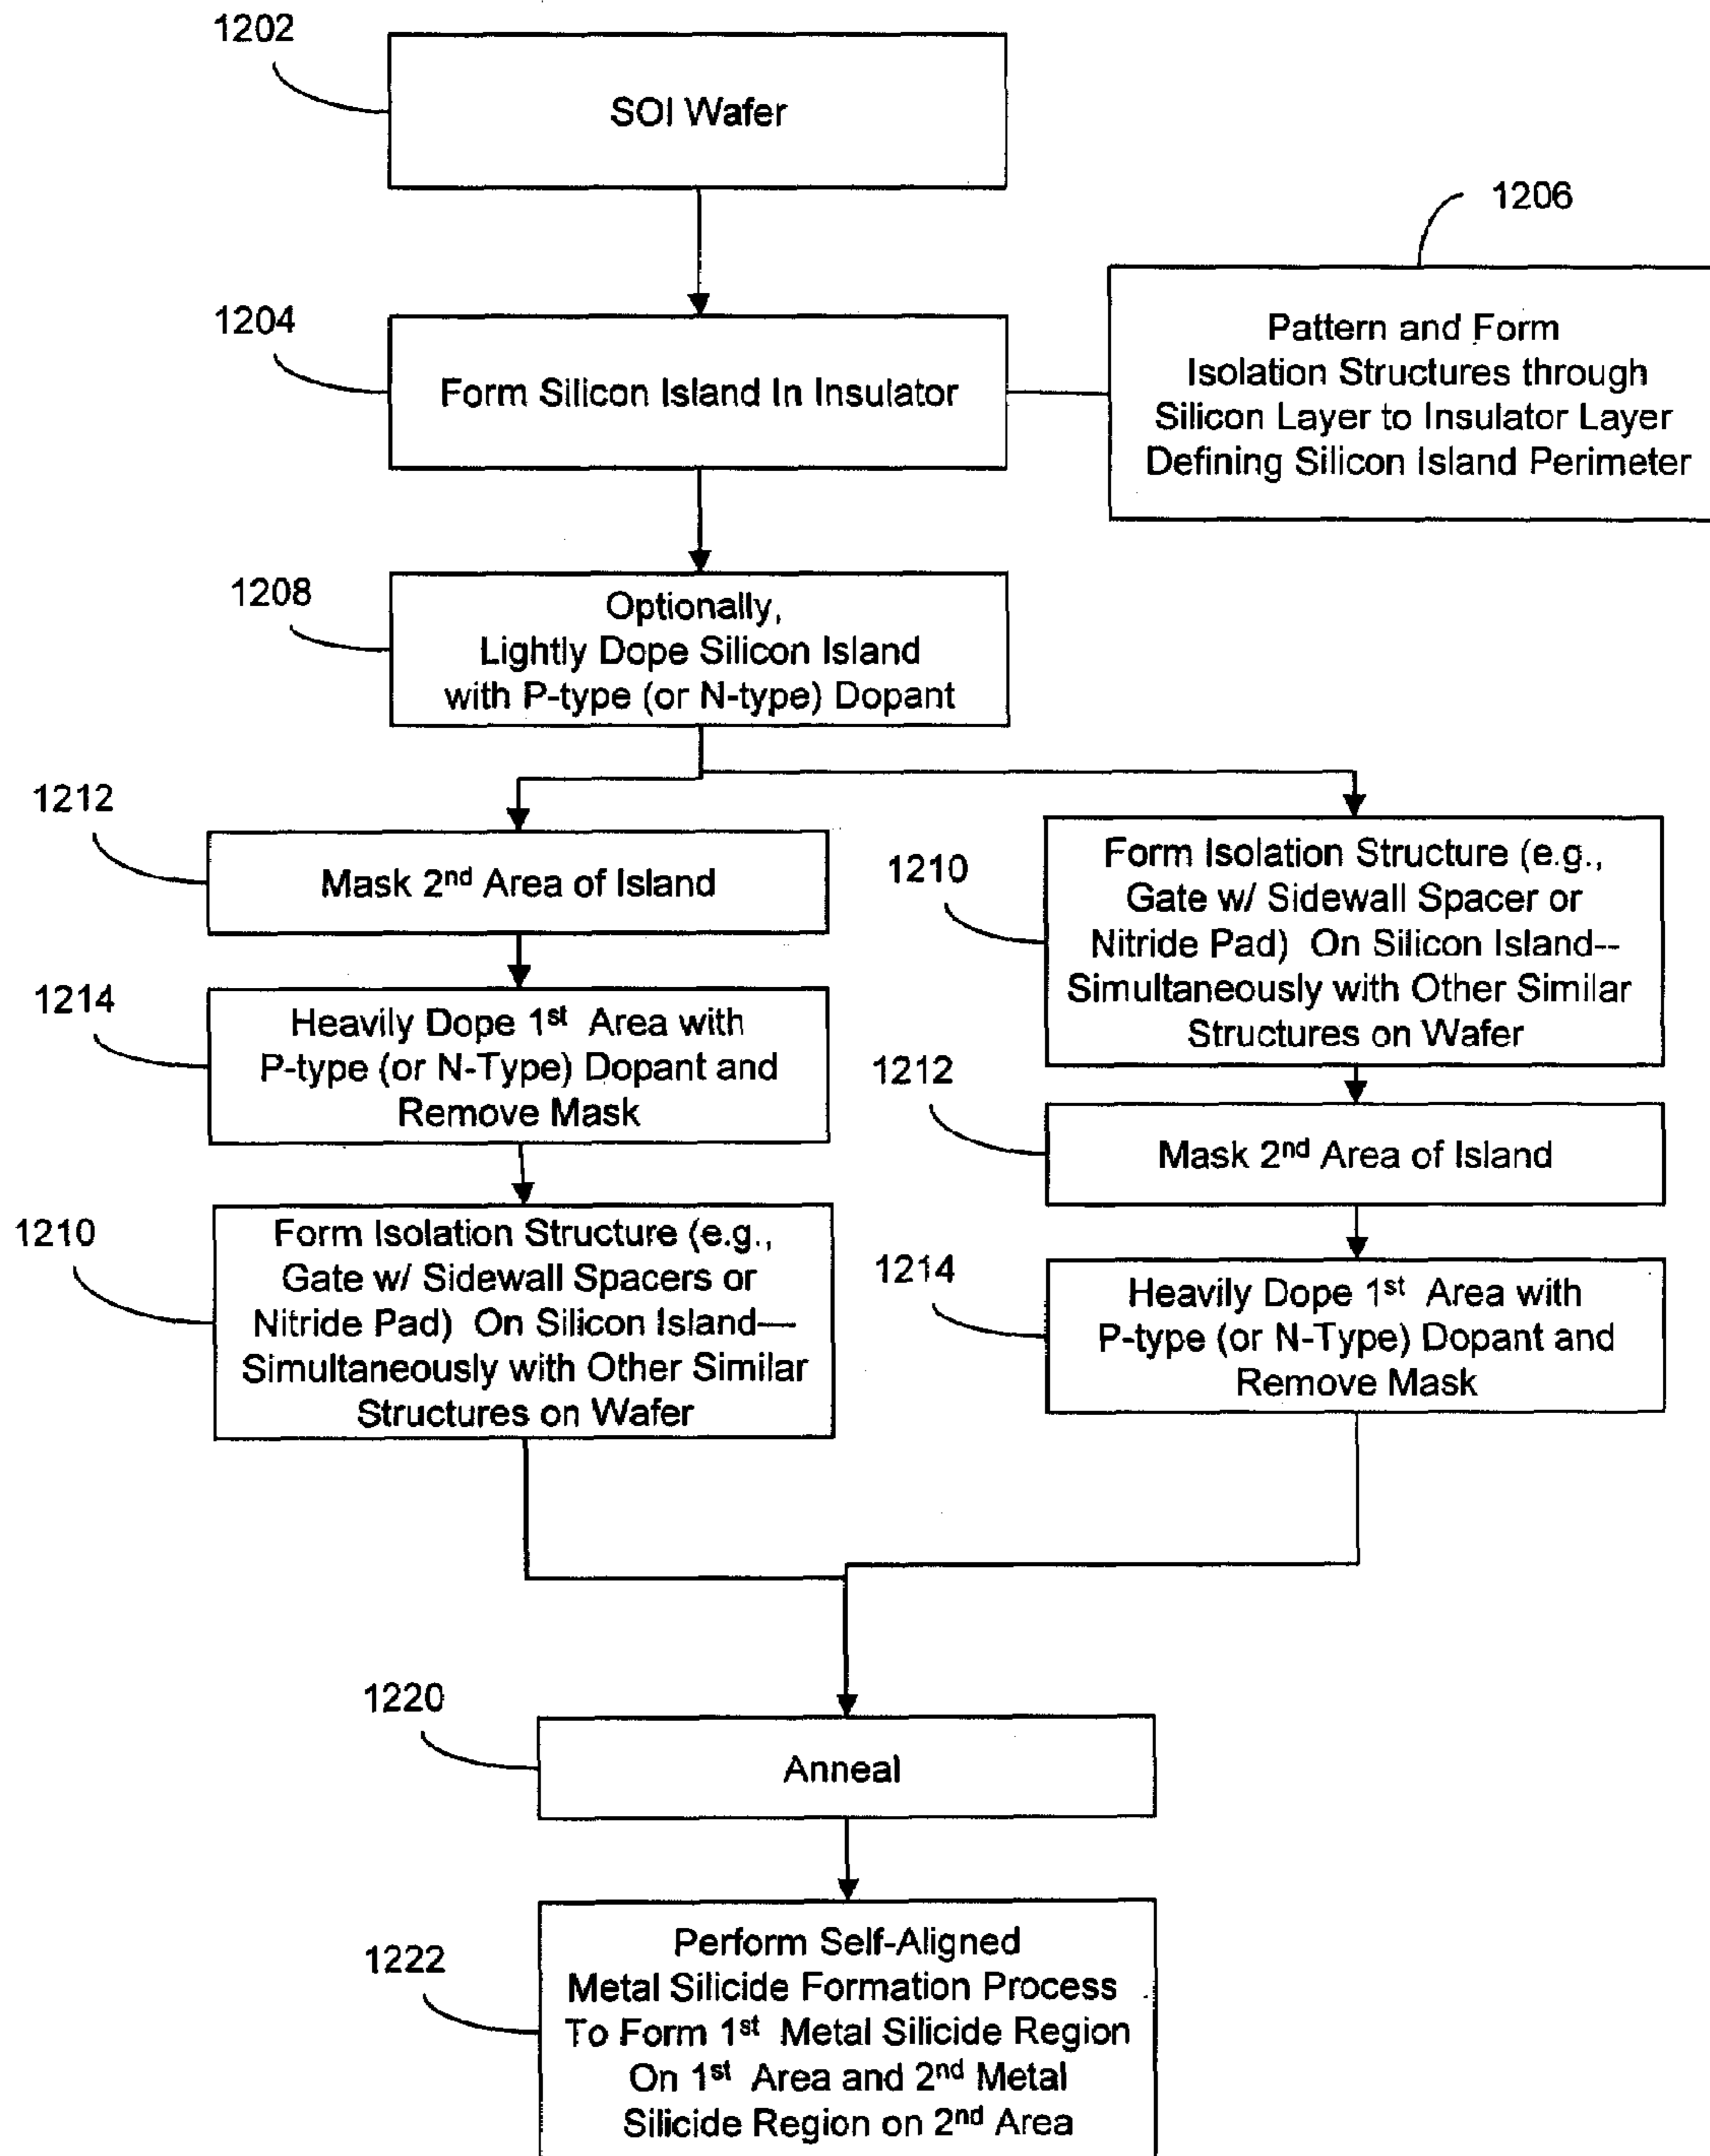 1202
SOI Wafer
1206
1204
Form Silicon Island In Insulator
Pattern and Form
Isolation Structures through
Silicon Layer to Insulator Layer
Defining Silicon Island Perimeter
1208
Optionally,
Lightly Dope Silicon Island
with P-type (or N-type) Dopant
1212
Mask 2nd Area of Island
1214
Heavily Dope 1st Area with
P-type (or N-Type) Dopant and
Remove Mask
1210
Form Isolation Structure (e.g.,
Gate w/ Sidewall Spacers or
Nitride Pad) On Silicon Island—
Simultaneously with Other Similar
Structures on Wafer
1210
Form Isolation Structure (e.g.,
Gate w/ Sidewall Spacer or
Nitride Pad) On Silicon Island--
Simultaneously with Other Similar
Structures on Wafer
1212
Mask 2nd Area of Island
1214
Heavily Dope 1st Area with
P-type (or N-Type) Dopant and
Remove Mask
1220
Anneal
1222
Perform Self-Aligned
Metal Silicide Formation Process
To Form 1st Metal Silicide Region
On 1st Area and 2nd Metal
Silicide Region on 2nd Area